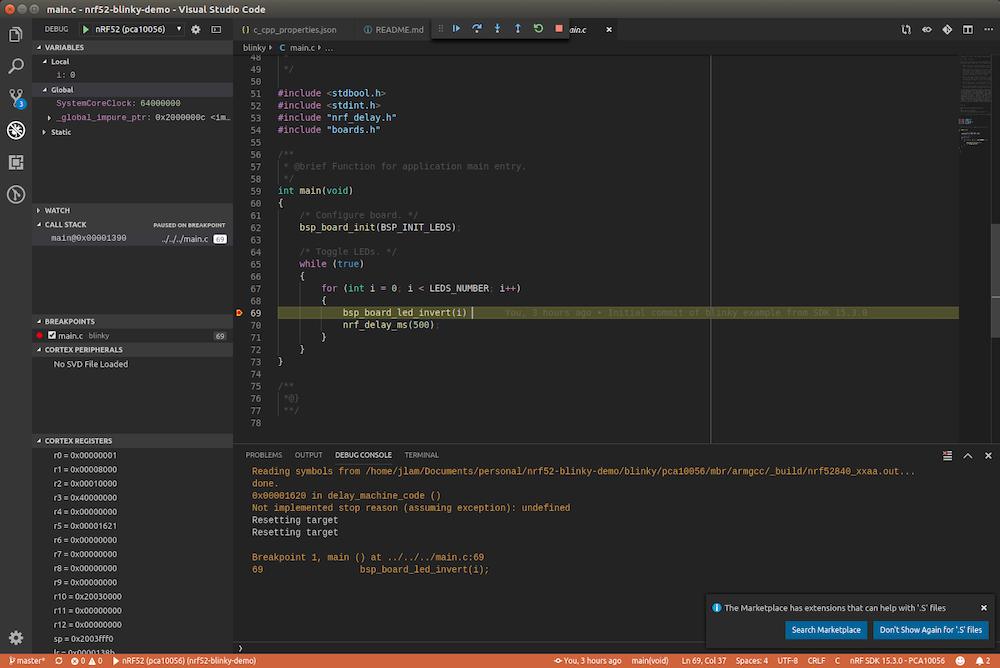 main.c - nrf52-blinky-demo - Visual Studio Code
DEBUG
nRF52 (pca10056)
VARIABLES
Local
i: 0
Global
SystemCoreClock: 64000000
_global_impure_ptr: 0x2000000c <im…
Static
WATCH
CALL STACK
PAUSED ON BREAKPOINT
main@0x00001390
../../../main.c
69
BREAKPOINTS
main.c blinky
69
CORTEX PERIPHERALS
No SVD File Loaded
CORTEX REGISTERS
r0 = 0x00000001
r1 = 0x00008000
r2 = 0x00010000
r3 = 0x40000000
r4 = 0x00000000
r5 = 0x00001621
r6 = 0x00000000
r7 = 0x00000000
r8 = 0x00000000
r9 = 0x00000000
r10 = 0x20030000
r11 = 0x00000000
r12 = 0x00000000
sp = 0x2003fff0
3
{} c_cpp_properties.json
README.md
blinky › C main.c › …
48 *
49 */
50
51 #include <stdbool.h>
52 #include <stdint.h>
53 #include "nrf_delay.h"
54 #include "boards.h"
55
56 /**
57 * @brief Function for application main entry.
58 */
59 int main(void)
60 {
61 /* Configure board. */
62 bsp_board_init(BSP_INIT_LEDS);
63
64 /* Toggle LEDs. */
65 while (true)
66 {
67 for (int i = 0; i < LEDS_NUMBER; i++)
68 {
69 bsp_board_led_invert(i) You, 3 hours ago • Initial commit of blinky example from SDK 15.3.0
70 nrf_delay_ms(500);
71 }
72 }
73 }
74
75 /**
76 *@}
77 **/
78
PROBLEMS OUTPUT DEBUG CONSOLE TERMINAL
Reading symbols from /home/jlam/Documents/personal/nrf52-blinky-demo/blinky/pca10056/mbr/armgcc/_build/nrf52840_xxaa.out...
done.
0x00001620 in delay_machine_code ()
Not implemented stop reason (assuming exception): undefined
Resetting target
Resetting target
Breakpoint 1, main () at ../../../main.c:69
69 bsp_board_led_invert(i);
The Marketplace has extensions that can help with '.S' files
Search Marketplace
Don't Show Again for '.S' files
master*
0 0
nRF52 (pca10056) (nrf52-blinky-demo)
You, 3 hours ago
main(void)
Ln 69, Col 37
Spaces: 4
UTF-8
CRLF
C
nRF SDK 15.3.0 - PCA10056
2